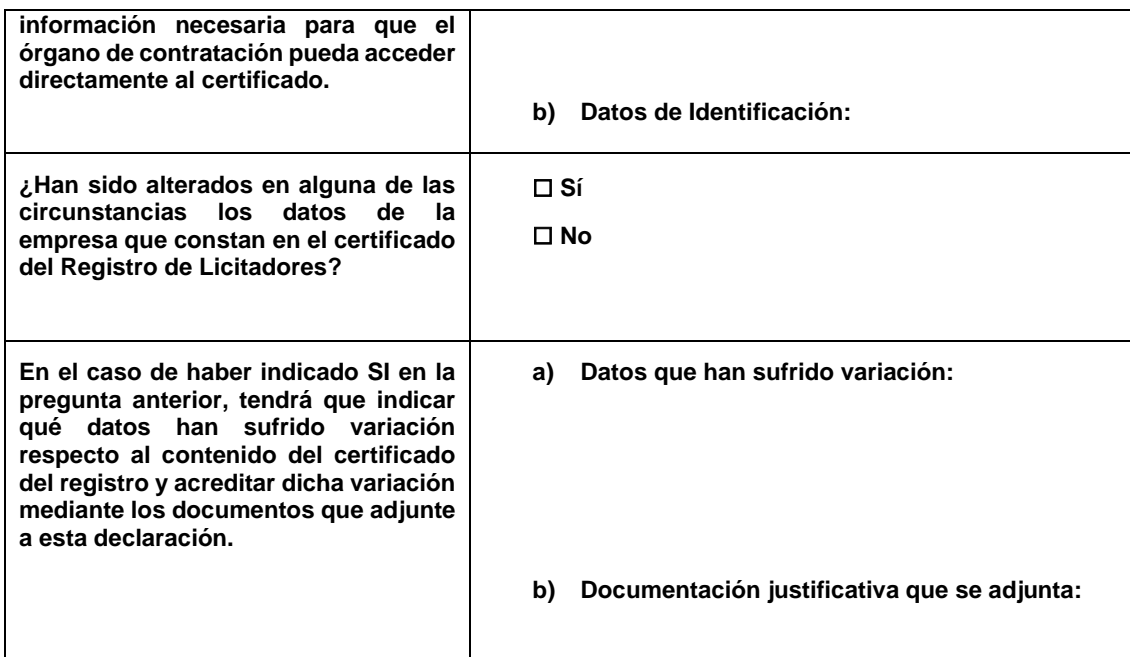 información necesaria para que el
órgano de contratación pueda acceder
directamente al certificado.
b) Datos de Identificación:
¿Han sido alterados en alguna de las
circunstancias los datos de la
empresa que constan en el certificado
del Registro de Licitadores?
☐ Sí
☐ No
En el caso de haber indicado SI en la
pregunta anterior, tendrá que indicar
qué datos han sufrido variación
respecto al contenido del certificado
del registro y acreditar dicha variación
mediante los documentos que adjunte
a esta declaración.
a) Datos que han sufrido variación:
b) Documentación justificativa que se adjunta: